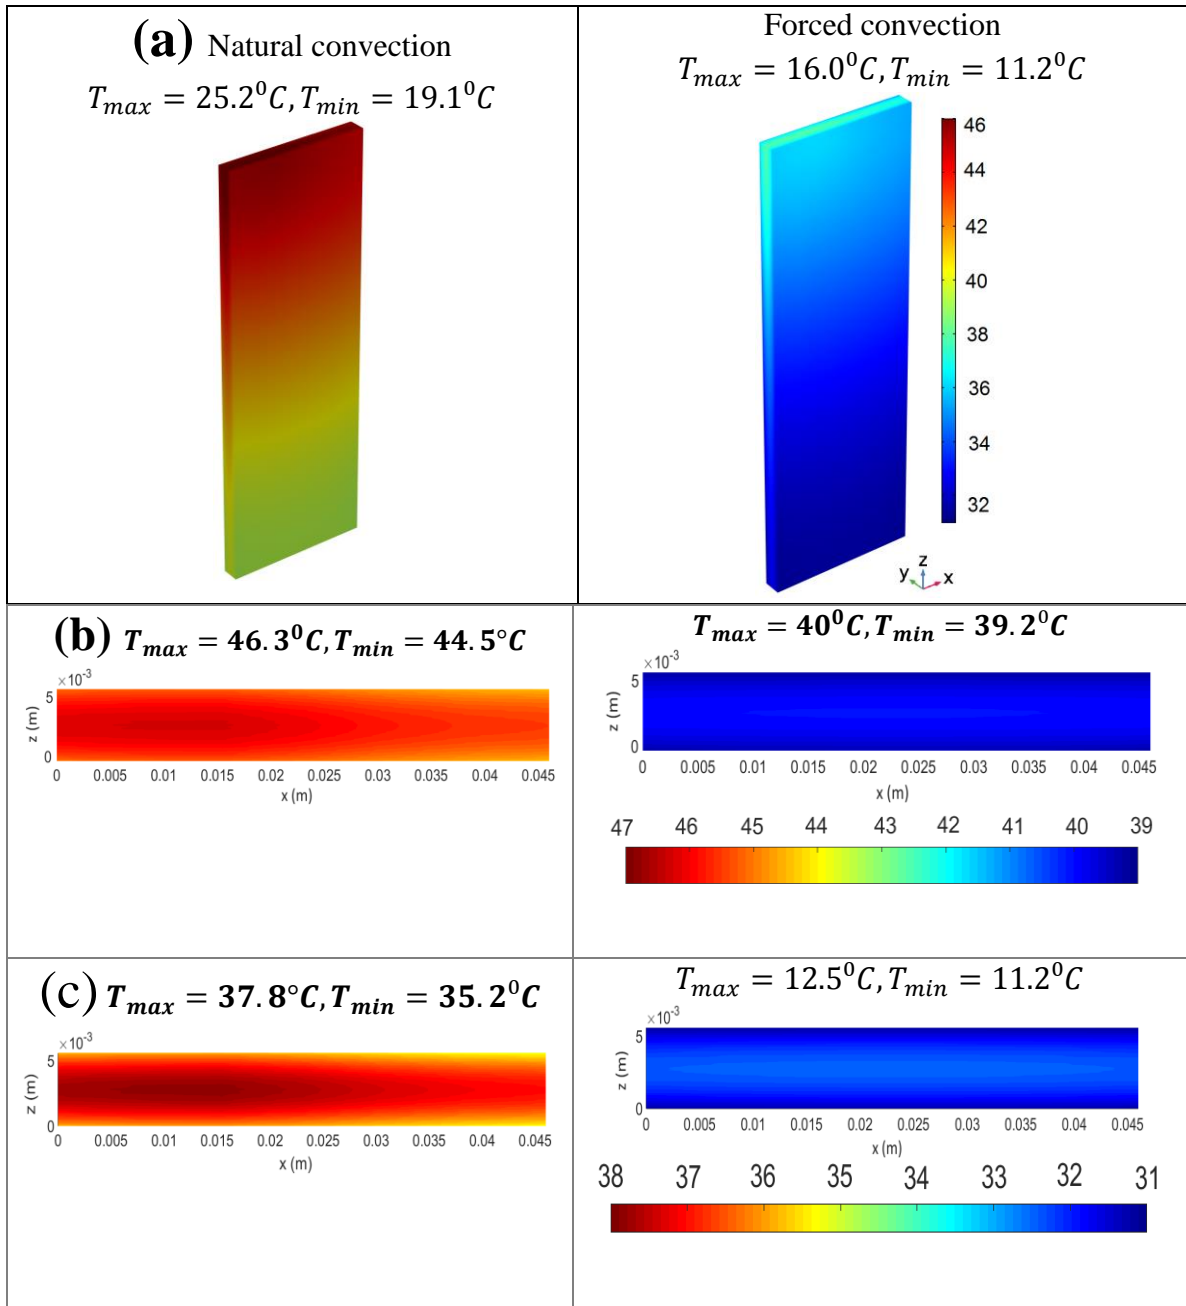 (a) Natural convection
T_max = 25.2⁰C, T_min = 19.1⁰C
Forced convection
T_max = 16.0⁰C, T_min = 11.2⁰C
46
44
42
40
38
36
34
32
z
y
x
(b) T_max = 46.3⁰C, T_min = 44.5°C
×10⁻³
5
0
z (m)
0 0.005 0.01 0.015 0.02 0.025 0.03 0.035 0.04 0.045
x (m)
T_max = 40⁰C, T_min = 39.2⁰C
×10⁻³
5
0
z (m)
0 0.005 0.01 0.015 0.02 0.025 0.03 0.035 0.04 0.045
x (m)
47 46 45 44 43 42 41 40 39
(c) T_max = 37.8°C, T_min = 35.2⁰C
×10⁻³
5
0
z (m)
0 0.005 0.01 0.015 0.02 0.025 0.03 0.035 0.04 0.045
x (m)
T_max = 12.5⁰C, T_min = 11.2⁰C
×10⁻³
5
0
z (m)
0 0.005 0.01 0.015 0.02 0.025 0.03 0.035 0.04 0.045
x (m)
38 37 36 35 34 33 32 31